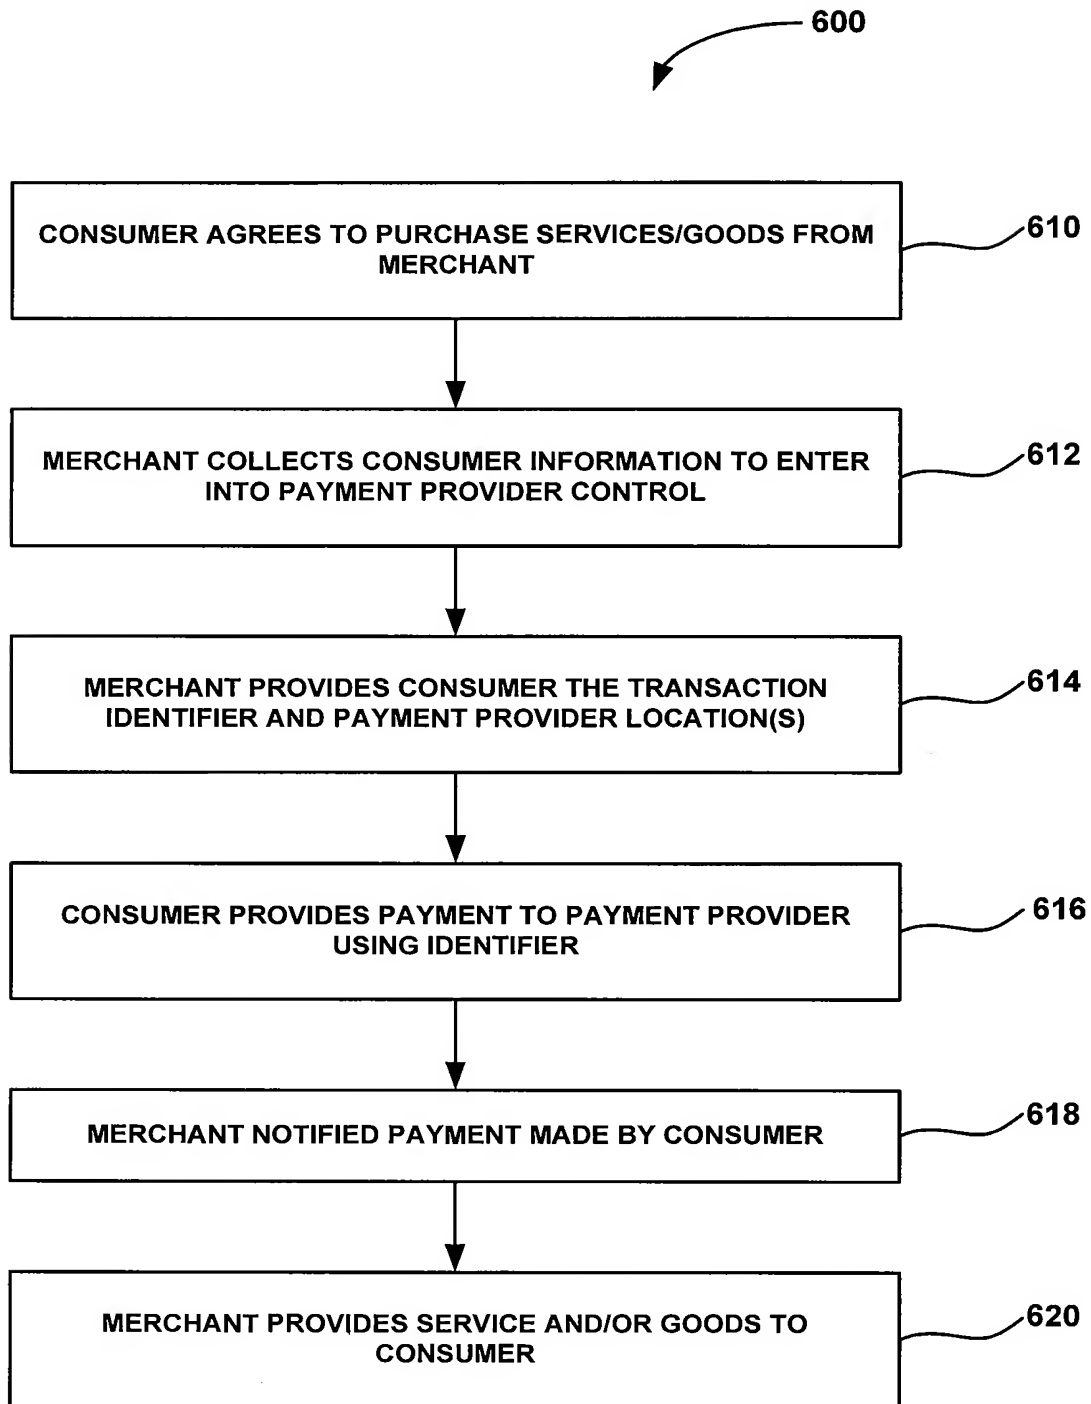 600
CONSUMER AGREES TO PURCHASE SERVICES/GOODS FROM
MERCHANT
610
MERCHANT COLLECTS CONSUMER INFORMATION TO ENTER
INTO PAYMENT PROVIDER CONTROL
612
MERCHANT PROVIDES CONSUMER THE TRANSACTION
IDENTIFIER AND PAYMENT PROVIDER LOCATION(S)
614
CONSUMER PROVIDES PAYMENT TO PAYMENT PROVIDER
USING IDENTIFIER
616
MERCHANT NOTIFIED PAYMENT MADE BY CONSUMER
618
MERCHANT PROVIDES SERVICE AND/OR GOODS TO
CONSUMER
620